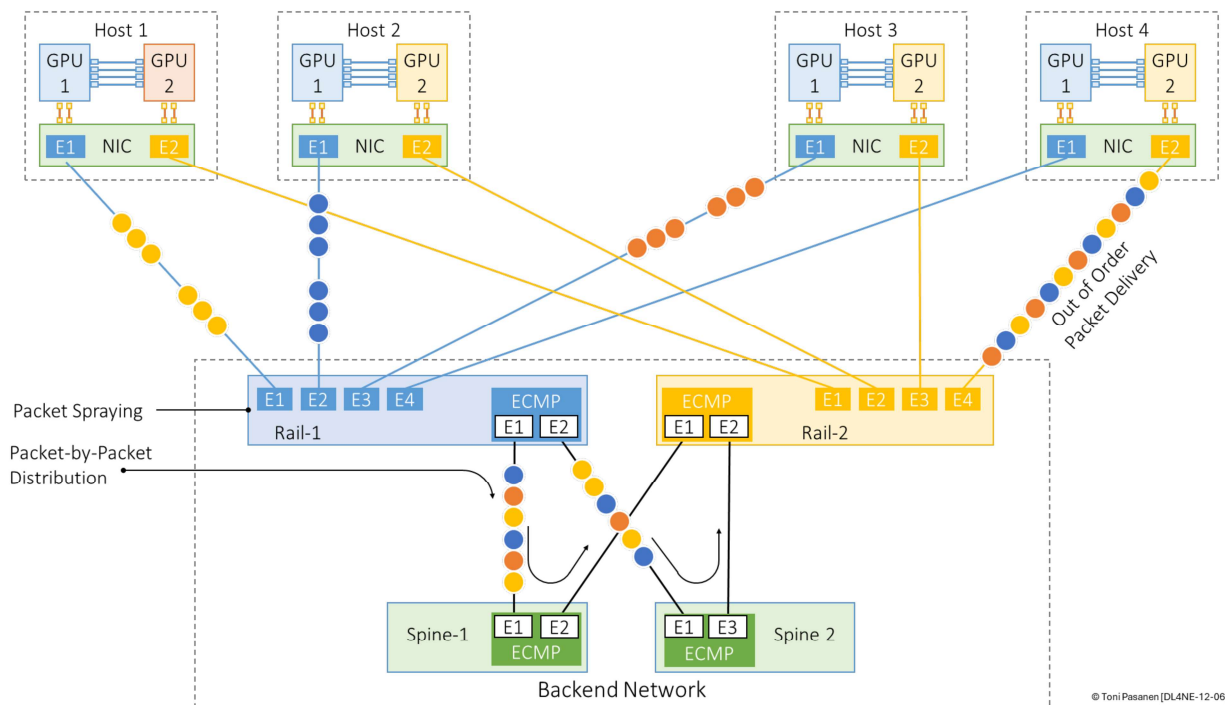 Host 1
Host 2
Host 3
Host 4
GPU
1
GPU
2
GPU
1
GPU
2
GPU
1
GPU
2
GPU
1
GPU
2
E1 NIC E2
E1 NIC E2
E1 NIC E2
E1 NIC E2
Out of Order
Packet Delivery
Packet Spraying
E1 E2 E3 E4
ECMP
E1 E2
Rail-1
ECMP
E1 E2
E1 E2 E3 E4
Rail-2
Packet-by-Packet
Distribution
Spine-1
E1 E2
ECMP
E1 E3
ECMP
Spine 2
Backend Network
© Toni Pasanen [DL4NE-12-06